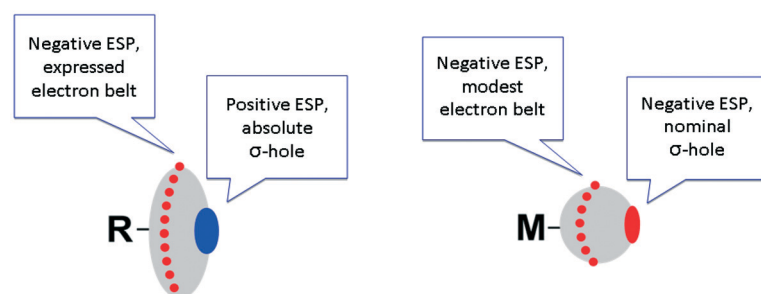 Negative ESP,
expressed
electron belt
Positive ESP,
absolute
σ-hole
R
Negative ESP,
modest
electron belt
Negative ESP,
nominal
σ-hole
M